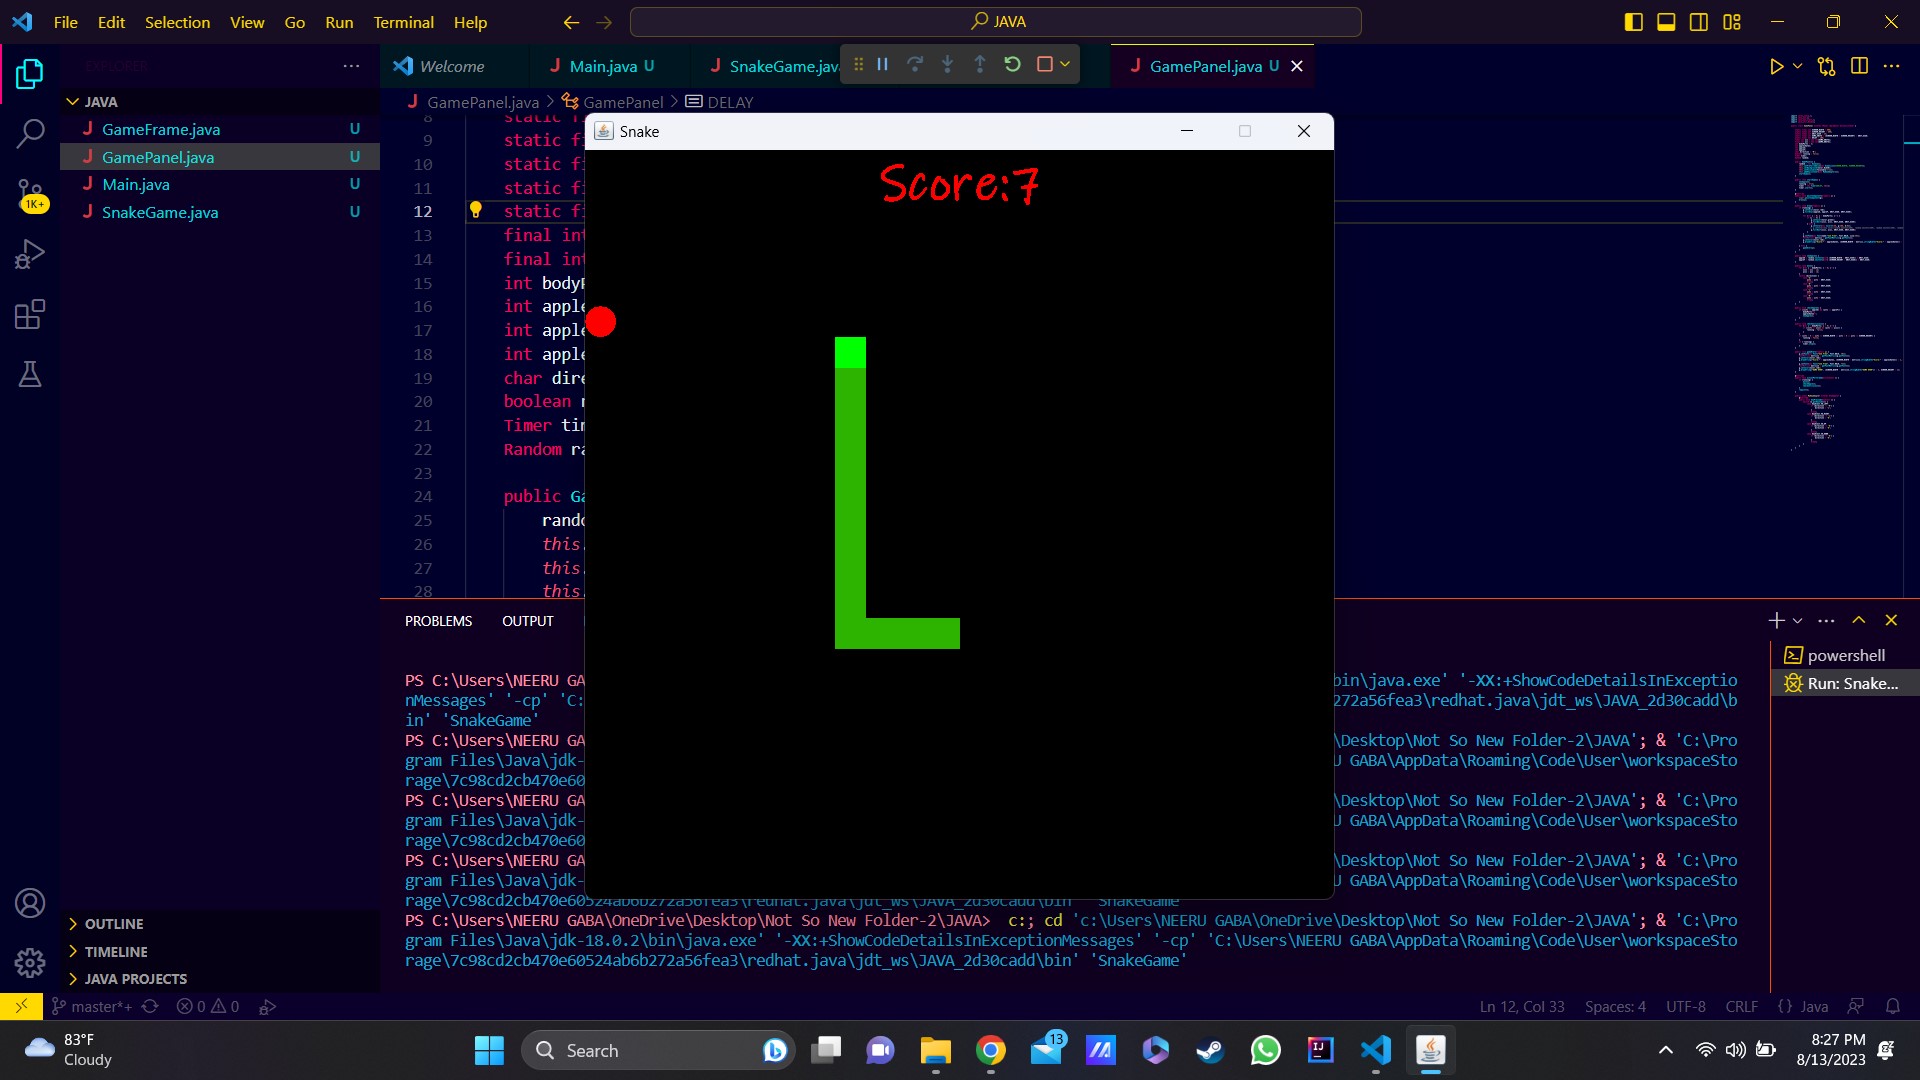 File Edit Selection View Go Run Terminal Help
JAVA
Welcome
Main.java U
SnakeGame.java
GamePanel.java U
GamePanel.java > GamePanel > DELAY
EXPLORER
JAVA
GameFrame.java U
GamePanel.java U
Main.java U
SnakeGame.java U
1K+
8 static
9 static
10 static
11 static
12 static
13 final int
14 final int
15 int
16 int
17 int
18 int
19 char
20 boolean
21 Timer
22 Random
23
24 public
25
26 this.
27 this.
28 this.
Snake
Score:7
PROBLEMS OUTPUT
powershell
Run: Snake...
PS C:\Users\NEERU GA bin\java.exe' '-XX:+ShowCodeDetailsInExceptio
nMessages' '-cp' 'C: 272a56fea3\redhat.java\jdt_ws\JAVA_2d30cadd\b
in' 'SnakeGame'
PS C:\Users\NEERU GA \Desktop\Not So New Folder-2\JAVA'; & 'C:\Pro
gram Files\Java\jdk- U GABA\AppData\Roaming\Code\User\workspaceSto
rage\7c98cd2cb470e60
PS C:\Users\NEERU GA \Desktop\Not So New Folder-2\JAVA'; & 'C:\Pro
gram Files\Java\jdk- U GABA\AppData\Roaming\Code\User\workspaceSto
rage\7c98cd2cb470e60
PS C:\Users\NEERU GA \Desktop\Not So New Folder-2\JAVA'; & 'C:\Pro
gram Files\Java\jdk- U GABA\AppData\Roaming\Code\User\workspaceSto
rage\7c98cd2cb470e60524ab6b272a56fea3\redhat.java\jdt_ws\JAVA_2d30cadd\bin' 'SnakeGame'
PS C:\Users\NEERU GABA\OneDrive\Desktop\Not So New Folder-2\JAVA> c:; cd 'c:\Users\NEERU GABA\OneDrive\Desktop\Not So New Folder-2\JAVA'; & 'C:\Pro
gram Files\Java\jdk-18.0.2\bin\java.exe' '-XX:+ShowCodeDetailsInExceptionMessages' '-cp' 'C:\Users\NEERU GABA\AppData\Roaming\Code\User\workspaceSto
rage\7c98cd2cb470e60524ab6b272a56fea3\redhat.java\jdt_ws\JAVA_2d30cadd\bin' 'SnakeGame'
OUTLINE
TIMELINE
JAVA PROJECTS
master*+ 0 0
Ln 12, Col 33 Spaces: 4 UTF-8 CRLF {} Java
83°F
Cloudy
Search
13
8:27 PM
8/13/2023